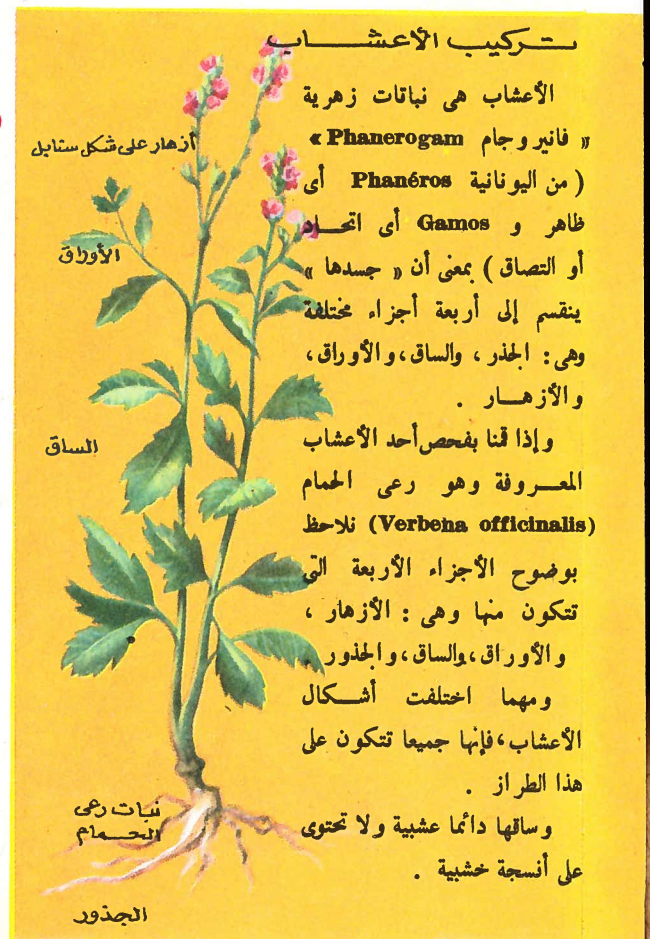 تركيب الأعشاب
الأعشاب هى نباتات زهرية
« فانيروجام Phanerogam »
( من اليونانية Phanéros أى
ظاهر و Gamos أى اتحاد
أو التصاق ) بمعنى أن « جسدها »
ينقسم إلى أربعة أجزاء مختلفة
وهى : الجذر ، والساق ، والأوراق ،
والأزهار .
وإذا قمنا بفحص أحد الأعشاب
المعروفة وهو رعى الحمام
(Verbena officinalis) نلاحظ
بوضوح الأجزاء الأربعة التى
تتكون منها وهى : الأزهار ،
والأوراق ، والساق ، والجذور
ومهما اختلفت أشكال
الأعشاب ، فإنها جميعا تتكون على
هذا الطراز .
وساقها دائما عشبية ولا تحتوى
على أنسجة خشبية .
أزهار على شكل سنابل
الأوراق
الساق
نبات رعى
الحمام
الجذور